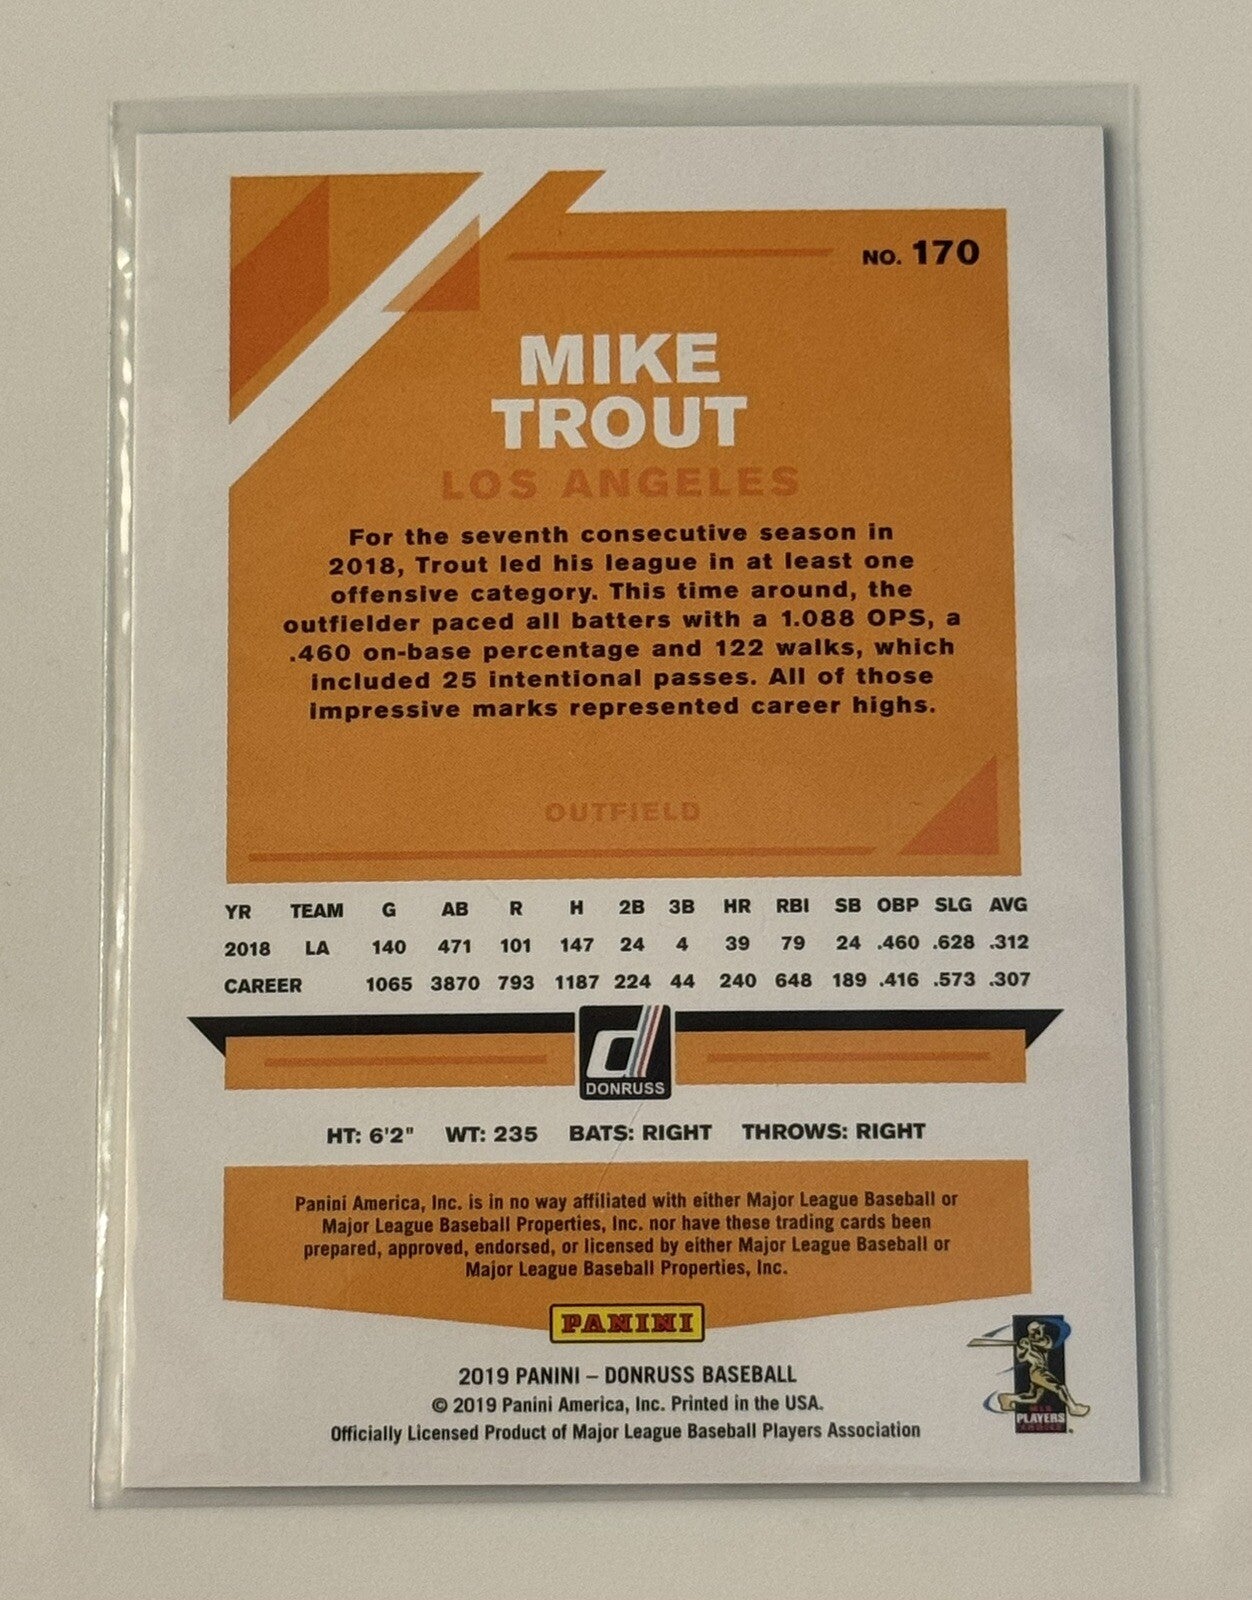 NO. 170
MIKE
TROUT
LOS ANGELES
For the seventh consecutive season in
2018, Trout led his league in at least one
offensive category. This time around, the
outfielder paced all batters with a 1.088 OPS, a
.460 on-base percentage and 122 walks, which
included 25 intentional passes. All of those
impressive marks represented career highs.
OUTFIELD
YR TEAM G AB R H 2B 3B HR RBI SB OBP SLG AVG
2018 LA 140 471 101 147 24 4 39 79 24 .460 .628 .312
CAREER 1065 3870 793 1187 224 44 240 648 189 .416 .573 .307
d
DONRUSS
HT: 6'2" WT: 235 BATS: RIGHT THROWS: RIGHT
Panini America, Inc. is in no way affiliated with either Major League Baseball or
Major League Baseball Properties, Inc. nor have these trading cards been
prepared, approved, endorsed, or licensed by either Major League Baseball or
Major League Baseball Properties, Inc.
PANINI
2019 PANINI – DONRUSS BASEBALL
© 2019 Panini America, Inc. Printed in the USA.
Officially Licensed Product of Major League Baseball Players Association
PLAYERS